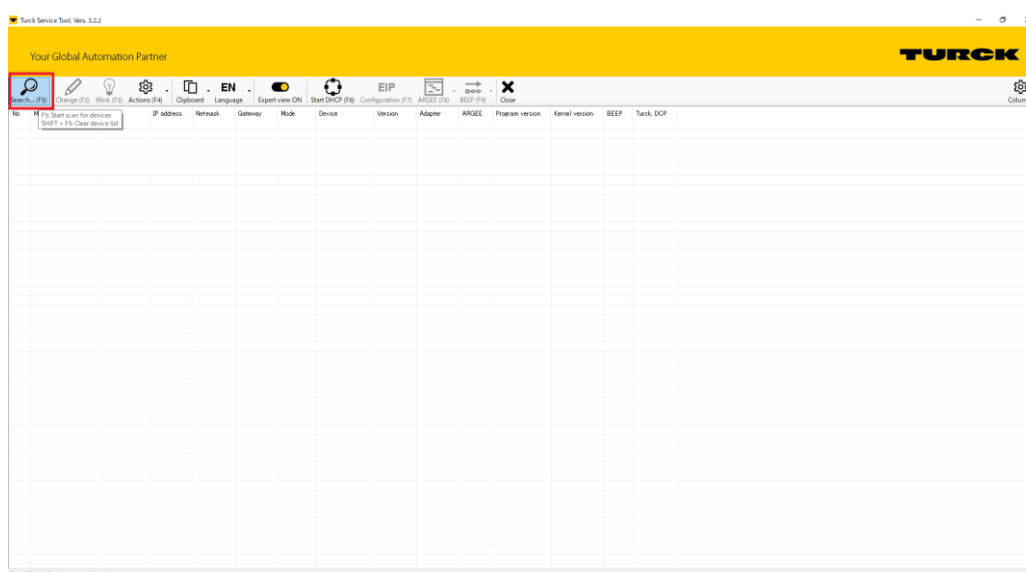 Turck Service Tool, Vers. 3.2.2
Your Global Automation Partner
TURCK
EN
EIP
Search... (F5) Change (F2) Wink (F3) Actions (F4) Clipboard Language Expert view ON Start DHCP (F6) Configuration (F7) ARGEE (F8) BEEP (F9) Close Colum
No M IP address Netmask Gateway Mode Device Version Adapter ARGEE Program version Kernel version BEEP Turck, DCP
F5: Start scan for devices
SHIFT + F5: Clear device list